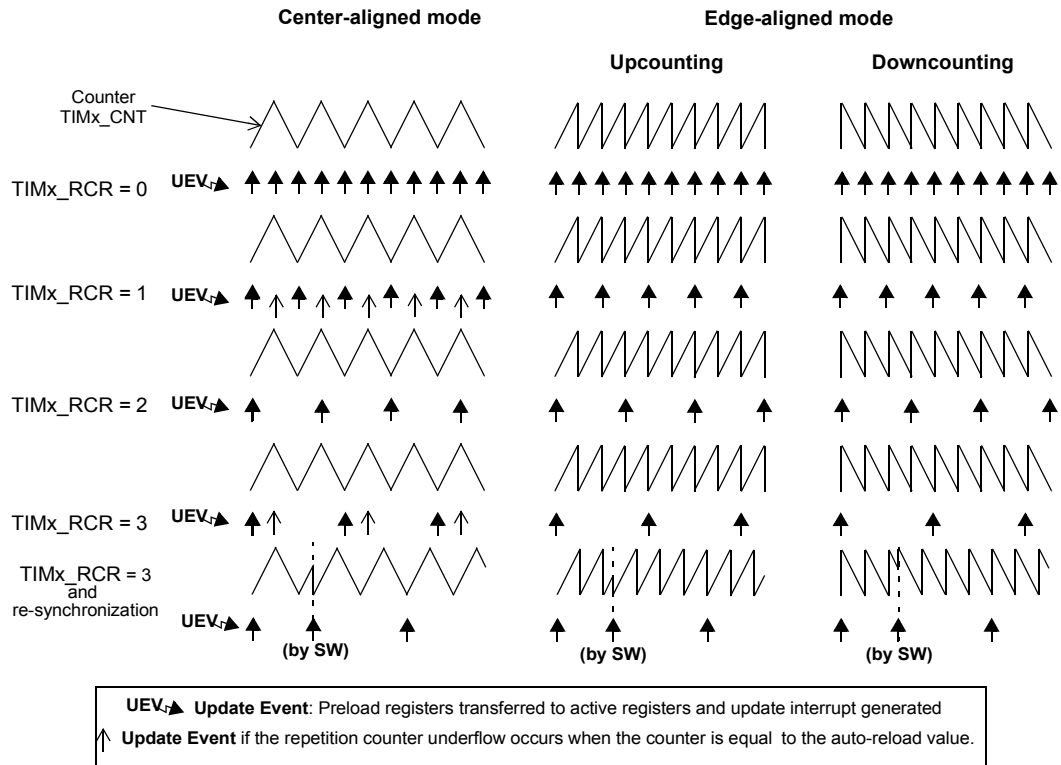 Center-aligned mode Edge-aligned mode
Upcounting Downcounting
Counter
TIMx_CNT
TIMx_RCR = 0 UEV
TIMx_RCR = 1 UEV
TIMx_RCR = 2 UEV
TIMx_RCR = 3 UEV
TIMx_RCR = 3
and
re-synchronization
UEV
(by SW) (by SW) (by SW)
UEV Update Event: Preload registers transferred to active registers and update interrupt generated
Update Event if the repetition counter underflow occurs when the counter is equal to the auto-reload value.